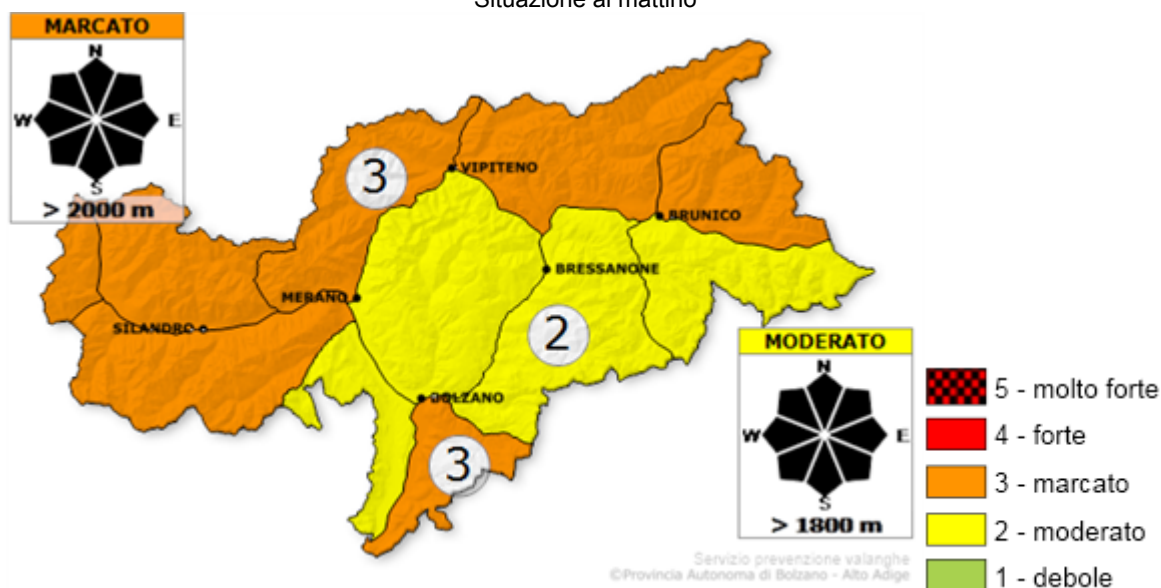 Situazione al mattino
MARCATO
N
W E
S
> 2000 m
3
VIPITENO
BRUNICO
BRESSANONE
MERANO
SILANDRO
2
BOLZANO
3
MODERATO
N
W E
S
> 1800 m
5 - molto forte
4 - forte
3 - marcato
2 - moderato
1 - debole
Servizio prevenzione valanghe
©Provincia Autonoma di Bolzano - Alto Adige